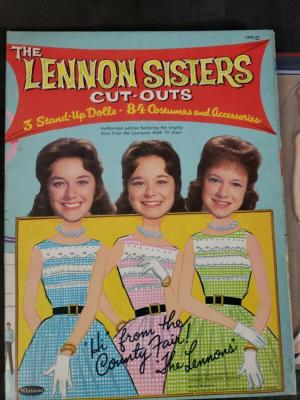 THE
LENNON SISTERS
CUT-OUTS
3 Stand-Up Dolls - 84 Costumes and Accessories
Authorized edition featuring the singing
stars from the Lawrence Welk TV show
"Hi" from the
County Fair!
"The Lennons"
Whitman